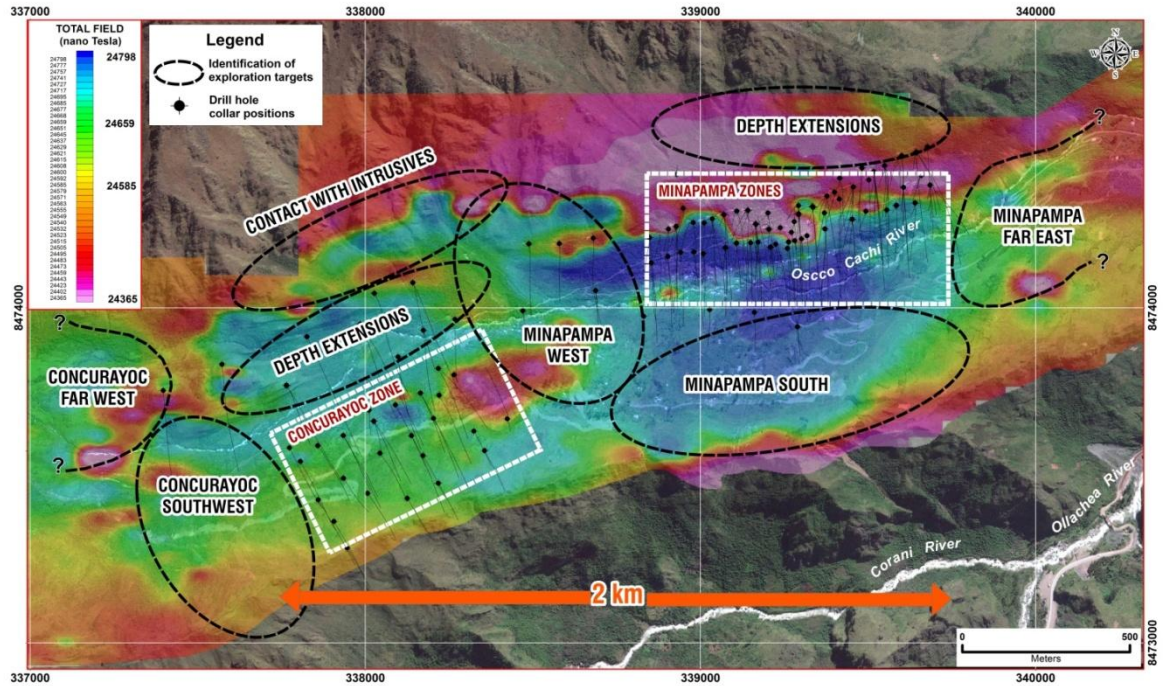 337000
338000
339000
340000
TOTAL FIELD
(nano Tesla)
24798
24659
24585
24365
Legend
Identification of
exploration targets
Drill hole
collar positions
N
W
E
S
DEPTH EXTENSIONS
CONTACT WITH INTRUSIVES
MINAPAMPA ZONES
?
MINAPAMPA
FAR EAST
?
Oscco Cachi River
8474000
8474000
DEPTH EXTENSIONS
MINAPAMPA
WEST
?
CONCURAYOC
FAR WEST
?
MINAPAMPA SOUTH
CONCURAYOC ZONE
CONCURAYOC
SOUTHWEST
Ollachea River
Corani River
2 km
0
500
Meters
8473000
337000
338000
339000
340000